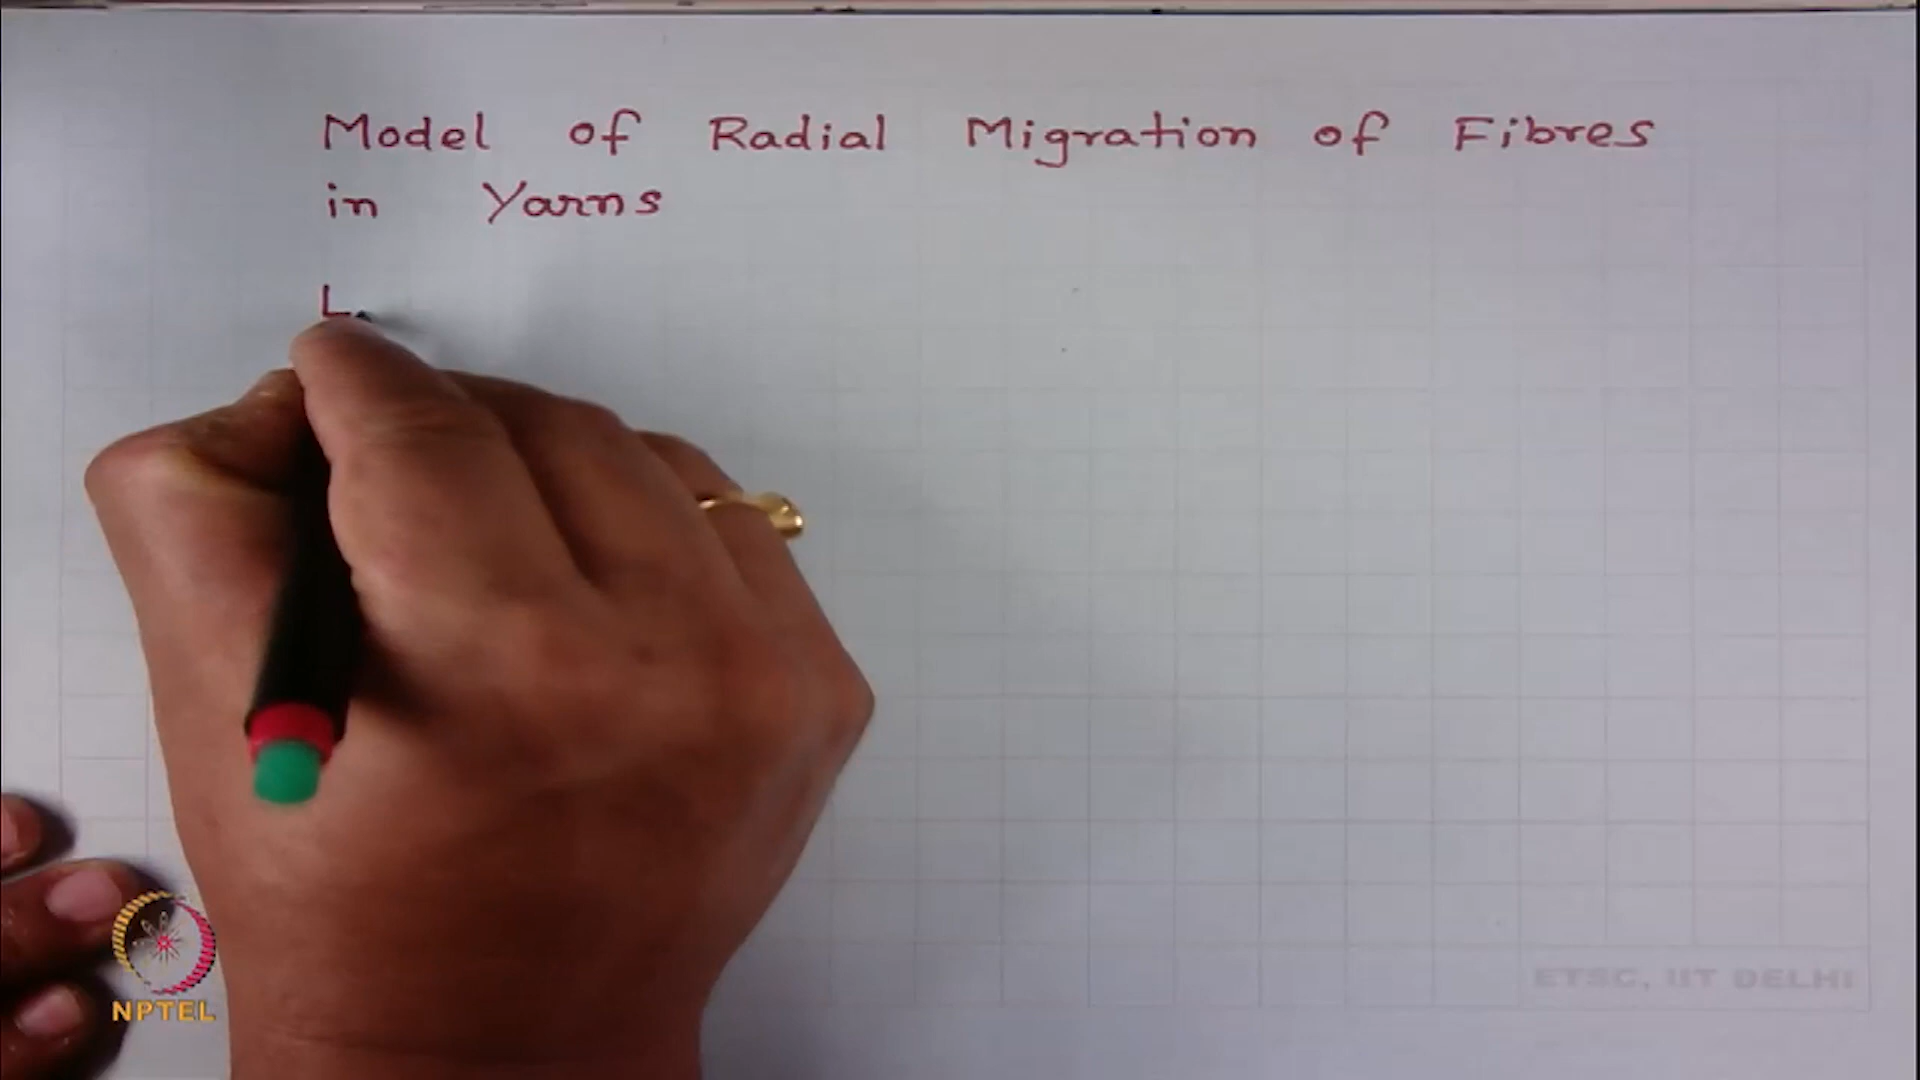 Model of Radial Migration of Fibres
in Yarns
L
ETSC, IIT DELHI
NPTEL